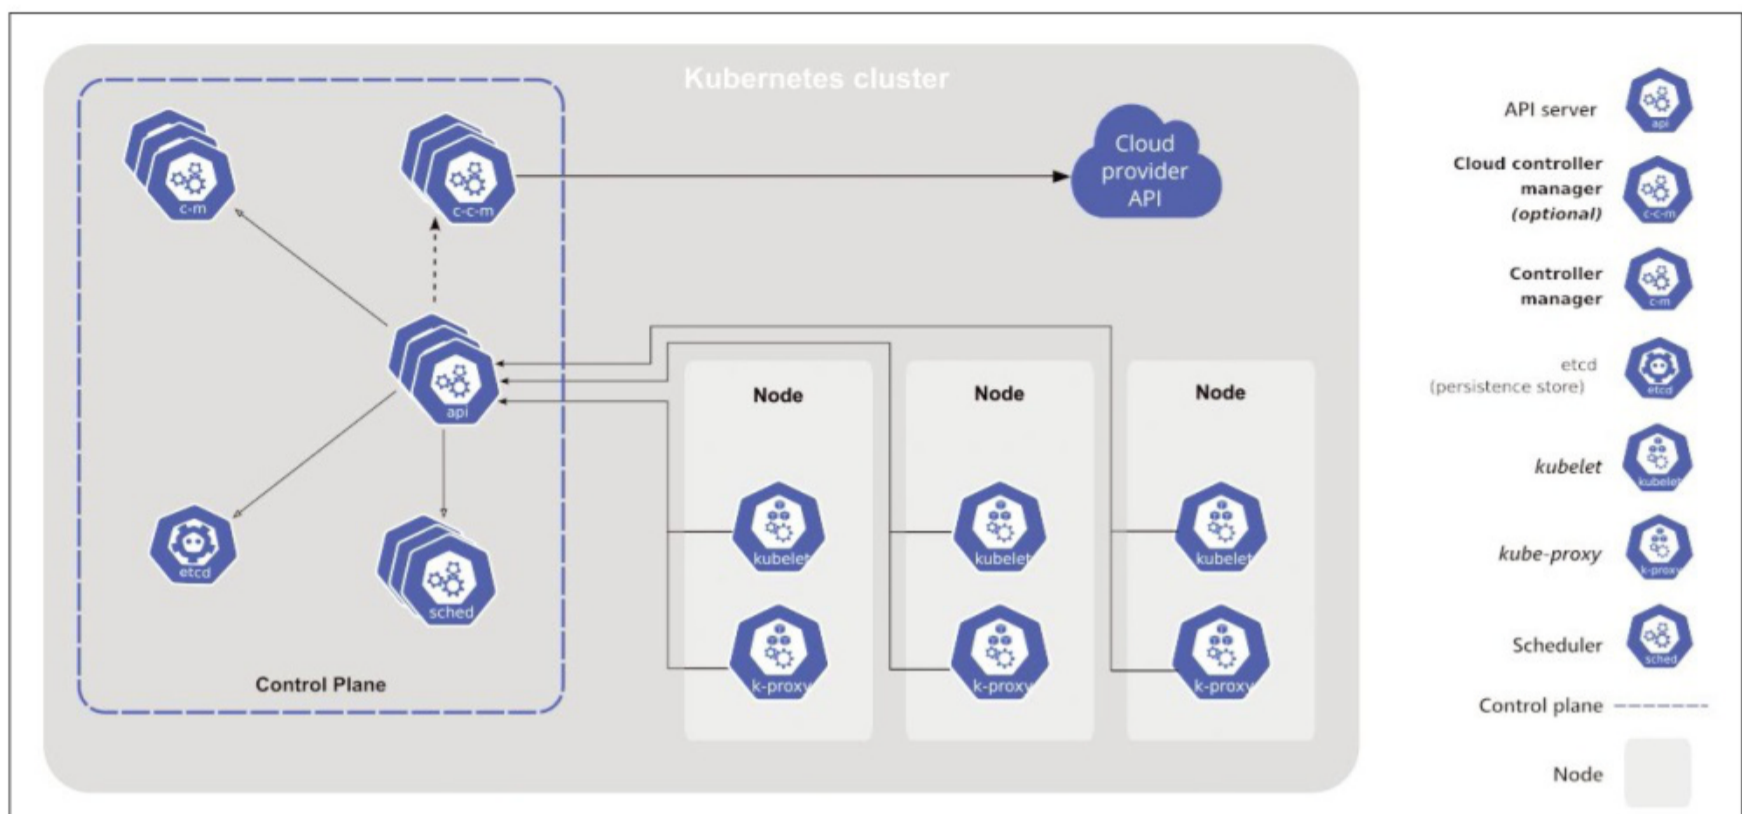 Kubernetes cluster
c-m
c-c-m
Cloud
provider
API
api
etcd
sched
Control Plane
Node
kubelet
k-proxy
Node
kubelet
k-proxy
Node
kubelet
k-proxy
API server
api
Cloud controller
manager
(optional)
c-c-m
Controller
manager
c-m
etcd
(persistence store)
etcd
kubelet
kubelet
kube-proxy
k-proxy
Scheduler
sched
Control plane
Node